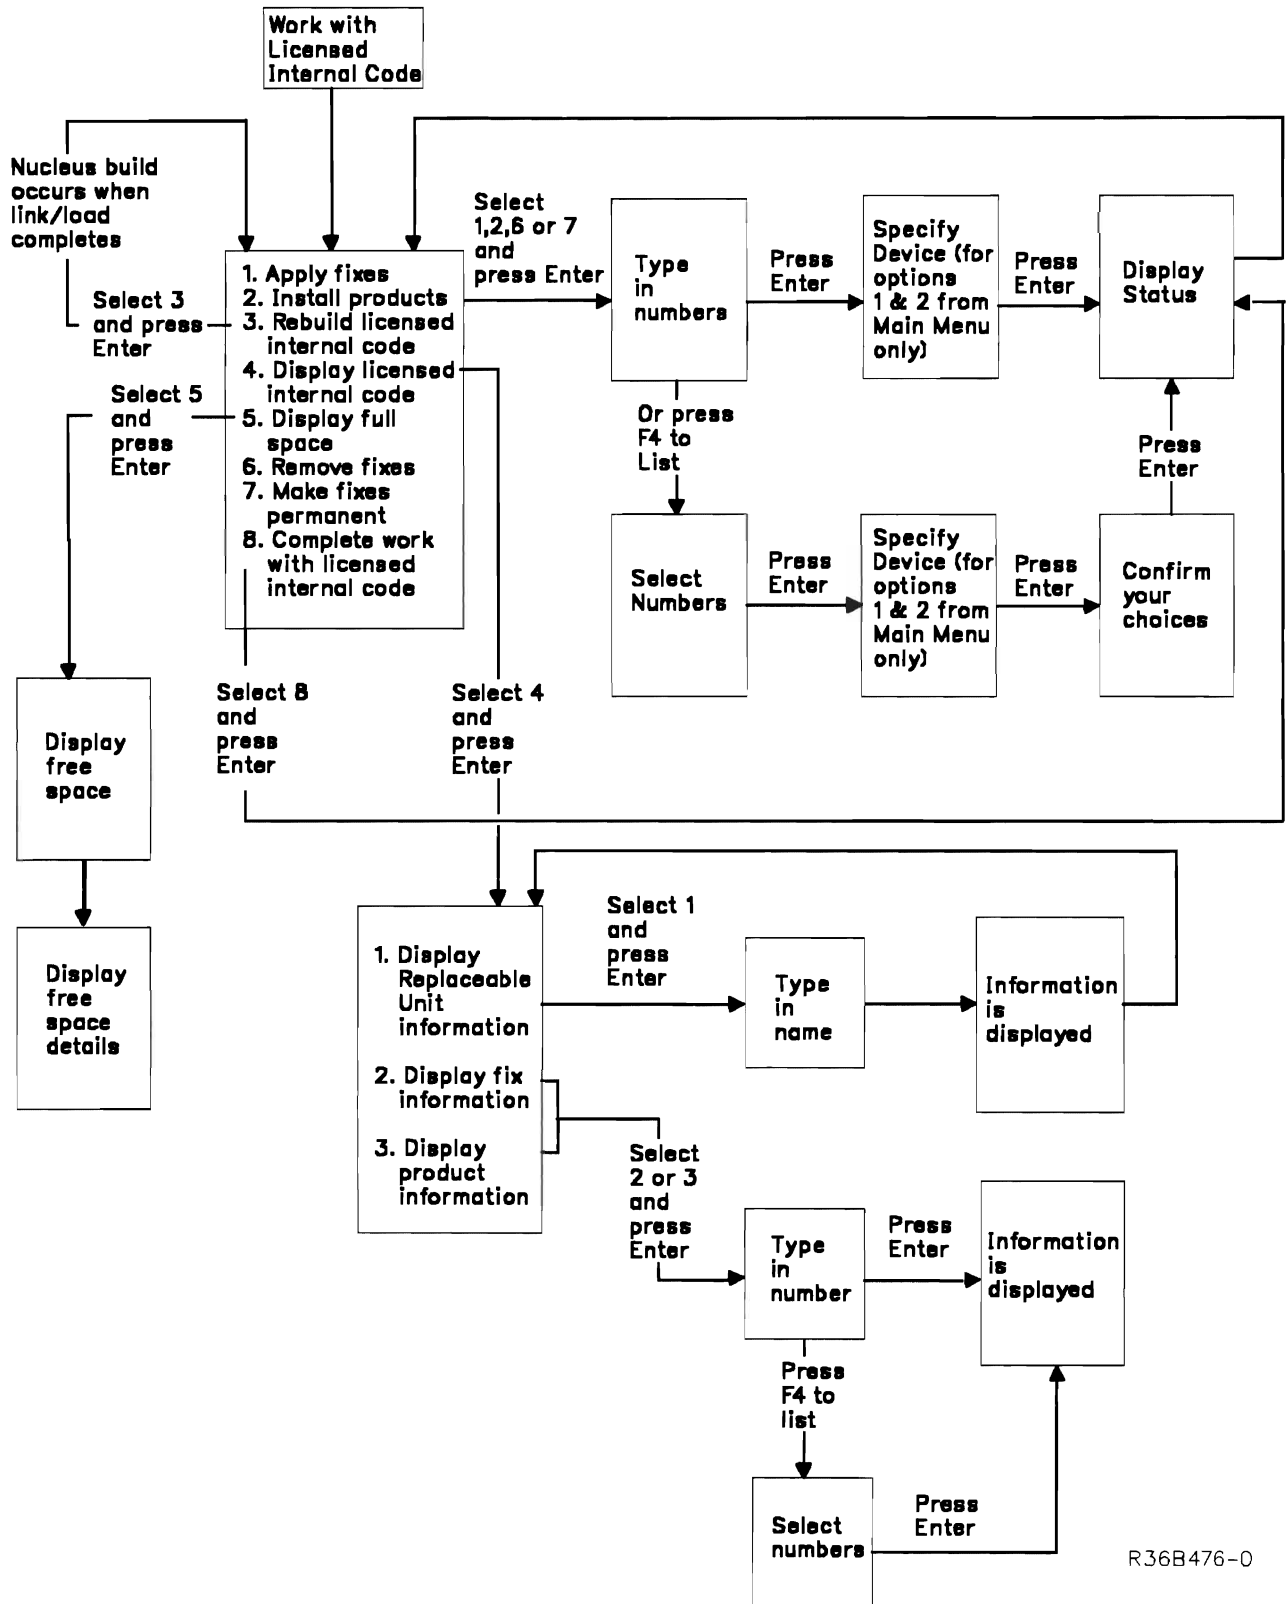 Work with
Licensed
Internal Code
Nucleus build
occurs when
link/load
completes
Select 3
and press
Enter
Select 5
and
press
Enter
1. Apply fixes
2. Install products
3. Rebuild licensed
internal code
4. Display licensed
internal code
5. Display full
space
6. Remove fixes
7. Make fixes
permanent
8. Complete work
with licensed
internal code
Select
1,2,6 or 7
and
press Enter
Type
in
numbers
Press
Enter
Specify
Device (for
options
1 & 2 from
Main Menu
only)
Press
Enter
Display
Status
Or press
F4 to
List
Press
Enter
Select
Numbers
Press
Enter
Specify
Device (for
options
1 & 2 from
Main Menu
only)
Press
Enter
Confirm
your
choices
Display
free
space
Select 8
and
press
Enter
Select 4
and
press
Enter
Display
free
space
details
1. Display
Replaceable
Unit
information
2. Display fix
information
3. Display
product
information
Select 1
and
press
Enter
Type
in
name
Information
is
displayed
Select
2 or 3
and
press
Enter
Type
in
number
Press
Enter
Information
is
displayed
Press
F4 to
list
Select
numbers
Press
Enter
R36B476-0